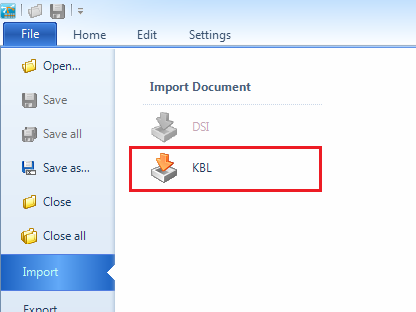 File Home Edit Settings
Open...
Save
Save all
Save as...
Close
Close all
Import
Export
Import Document
DSI
KBL